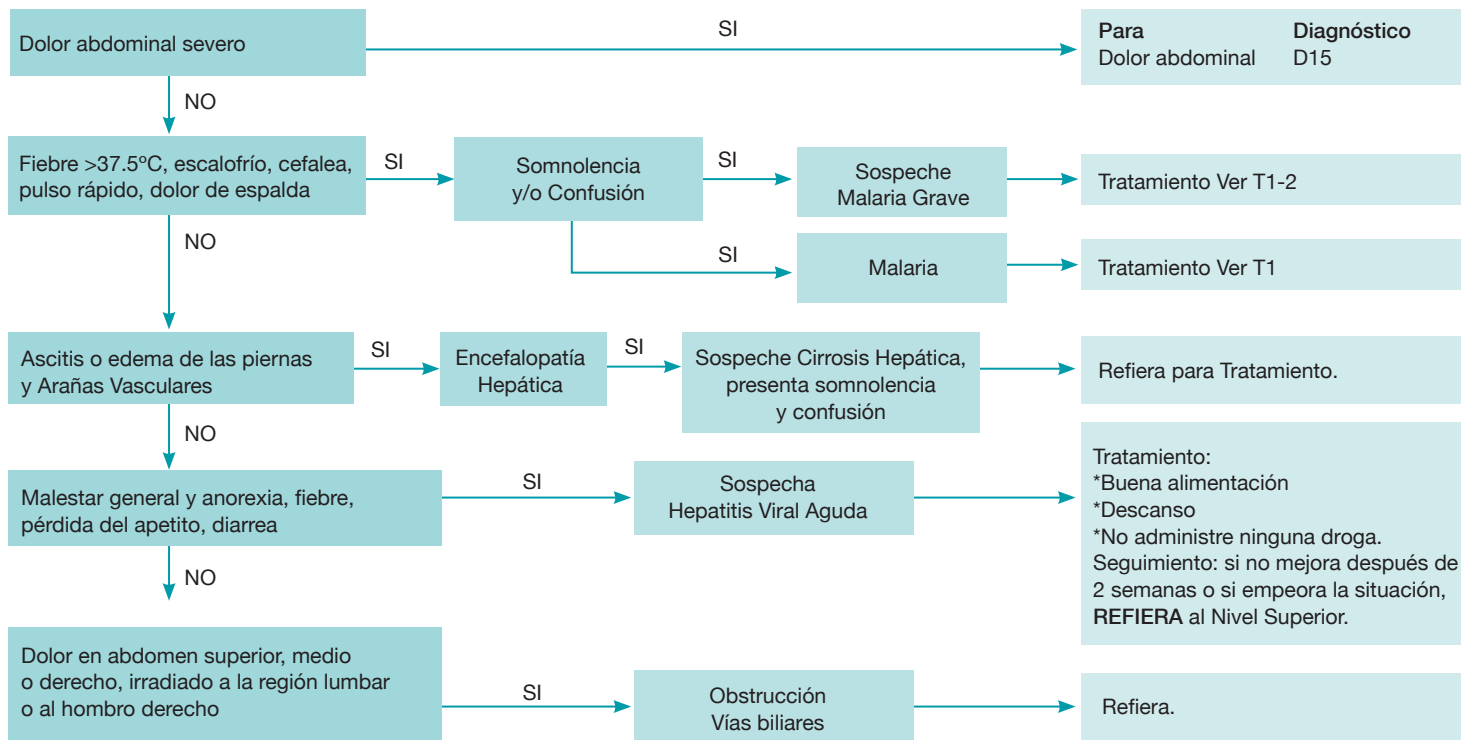 Dolor abdominal severo
SI
Para Diagnóstico
Dolor abdominal D15
NO
Fiebre >37.5ºC, escalofrío, cefalea,
pulso rápido, dolor de espalda
SI
Somnolencia
y/o Confusión
SI
Sospeche
Malaria Grave
Tratamiento Ver T1-2
NO
SI
Malaria
Tratamiento Ver T1
Ascitis o edema de las piernas
y Arañas Vasculares
SI
Encefalopatía
Hepática
SI
Sospeche Cirrosis Hepática,
presenta somnolencia
y confusión
Refiera para Tratamiento.
NO
Malestar general y anorexia, fiebre,
pérdida del apetito, diarrea
SI
Sospecha
Hepatitis Viral Aguda
Tratamiento:
*Buena alimentación
*Descanso
*No administre ninguna droga.
Seguimiento: si no mejora después de
2 semanas o si empeora la situación,
REFIERA al Nivel Superior.
NO
Dolor en abdomen superior, medio
o derecho, irradiado a la región lumbar
o al hombro derecho
SI
Obstrucción
Vías biliares
Refiera.